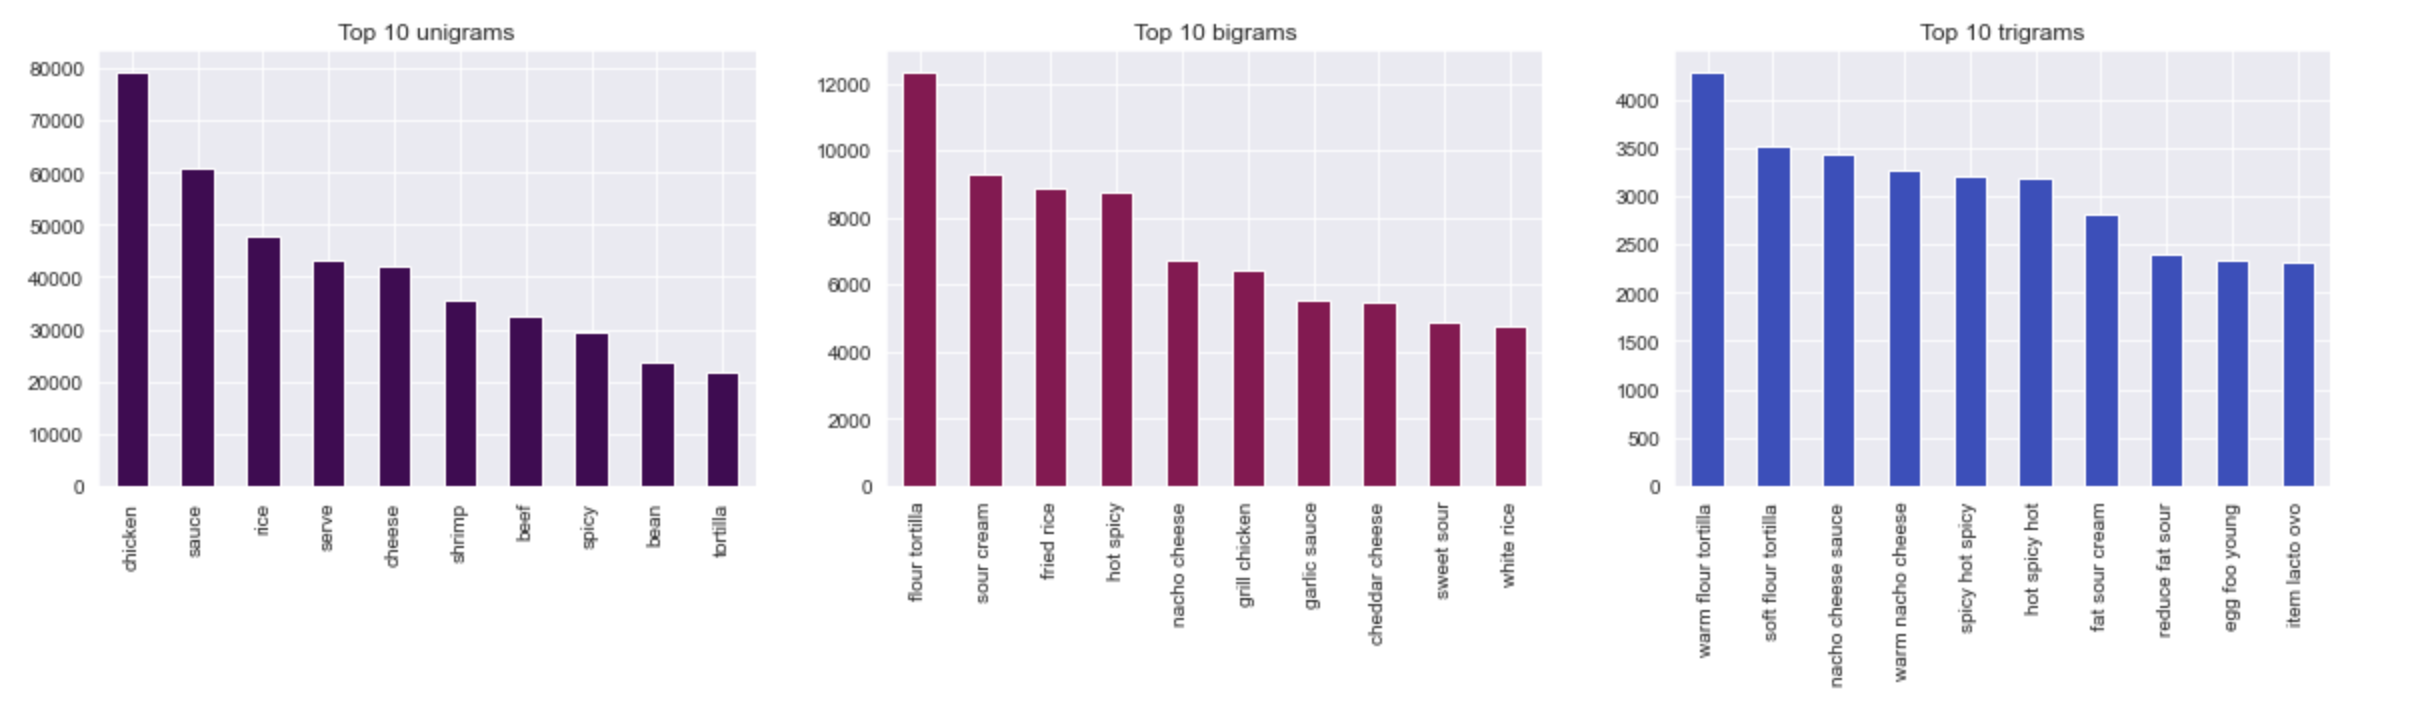 Top 10 unigrams
80000
70000
60000
50000
40000
30000
20000
10000
0
chicken
sauce
rice
serve
cheese
shrimp
beef
spicy
bean
tortilla
Top 10 bigrams
12000
10000
8000
6000
4000
2000
0
flour tortilla
sour cream
fried rice
hot spicy
nacho cheese
grill chicken
garlic sauce
cheddar cheese
sweet sour
white rice
Top 10 trigrams
4000
3500
3000
2500
2000
1500
1000
500
0
warm flour tortilla
soft flour tortilla
nacho cheese sauce
warm nacho cheese
spicy hot spicy
hot spicy hot
fat sour cream
reduce fat sour
egg foo young
item lacto ovo